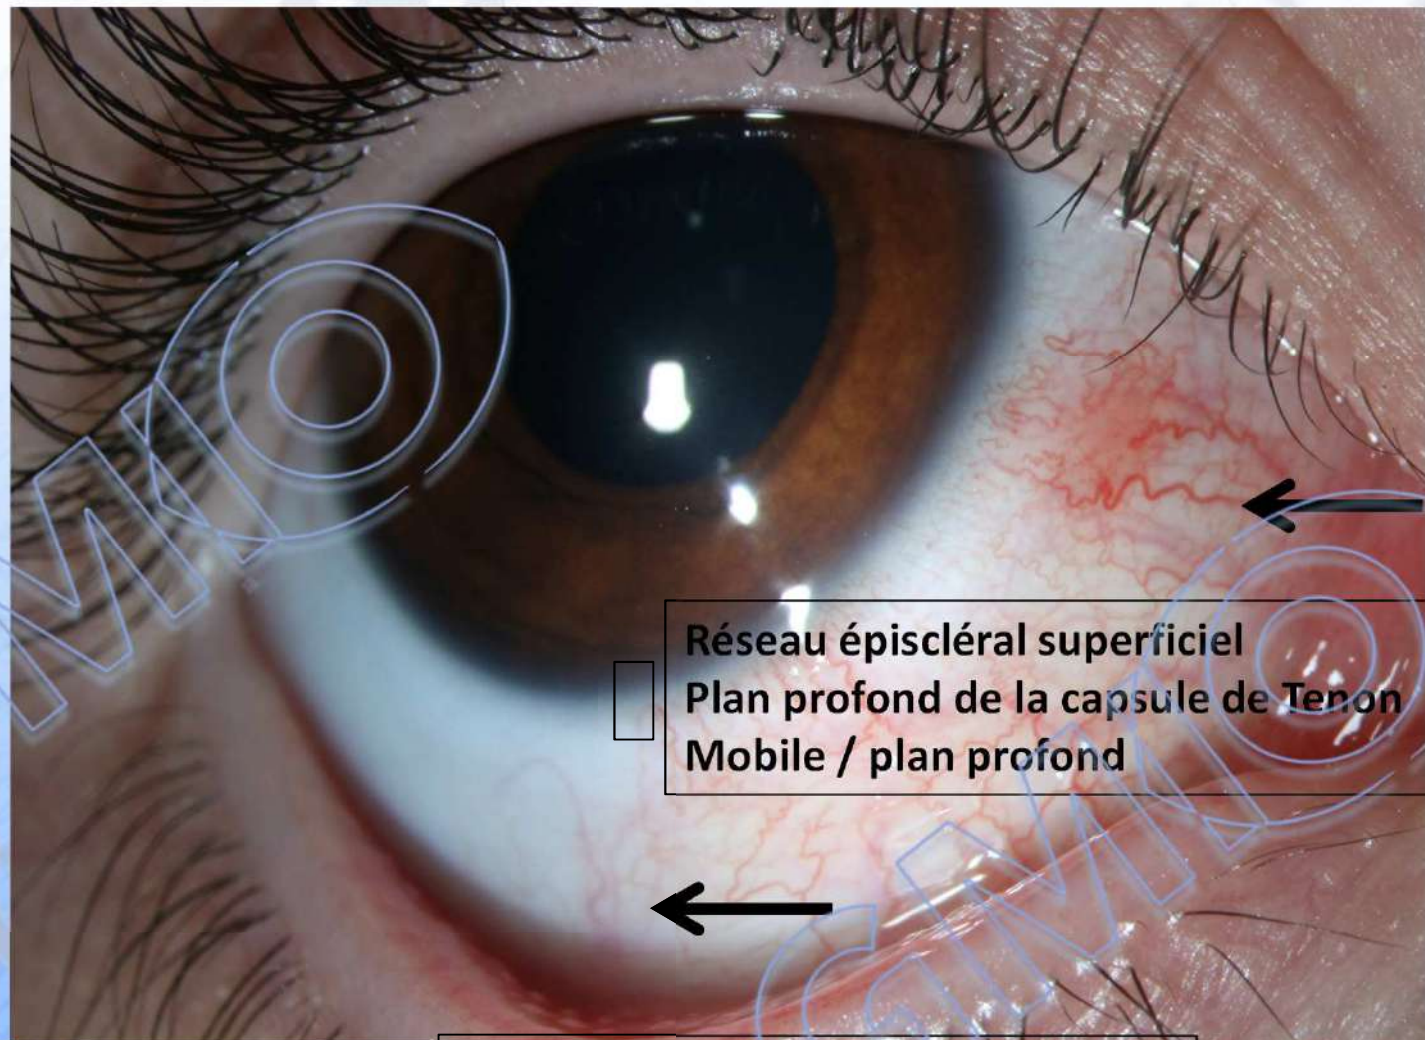 Réseau épiscléral superficiel
Plan profond de la capsule de Tenon
Mobile / plan profond